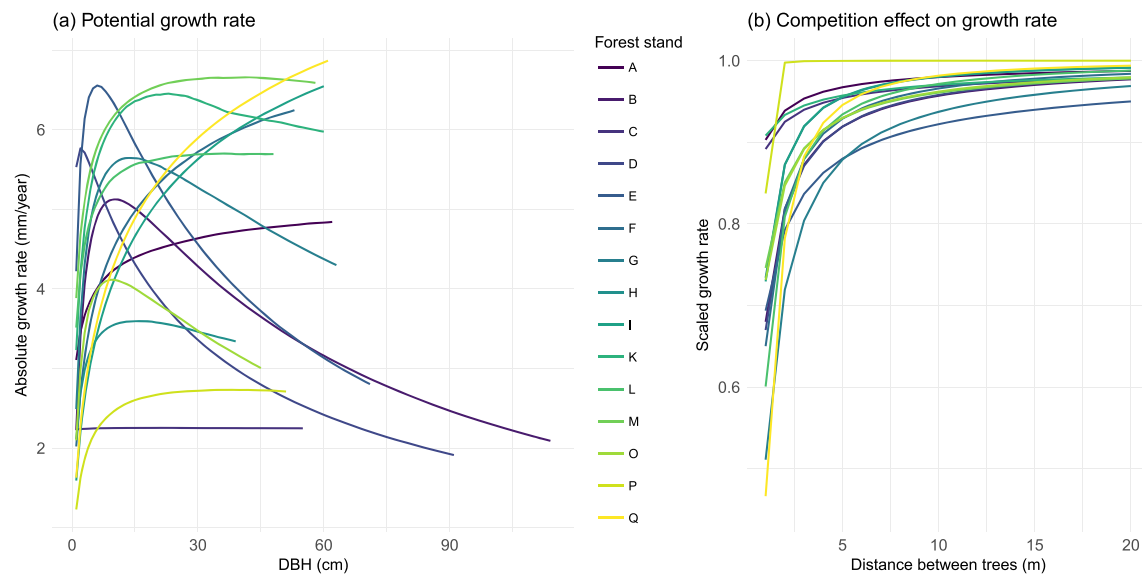 (a) Potential growth rate
Absolute growth rate (mm/year)
6
4
2
0
30
60
90
DBH (cm)
Forest stand
A
B
C
D
E
F
G
H
I
K
L
M
O
P
Q
(b) Competition effect on growth rate
Scaled growth rate
1.0
0.8
0.6
5
10
15
20
Distance between trees (m)